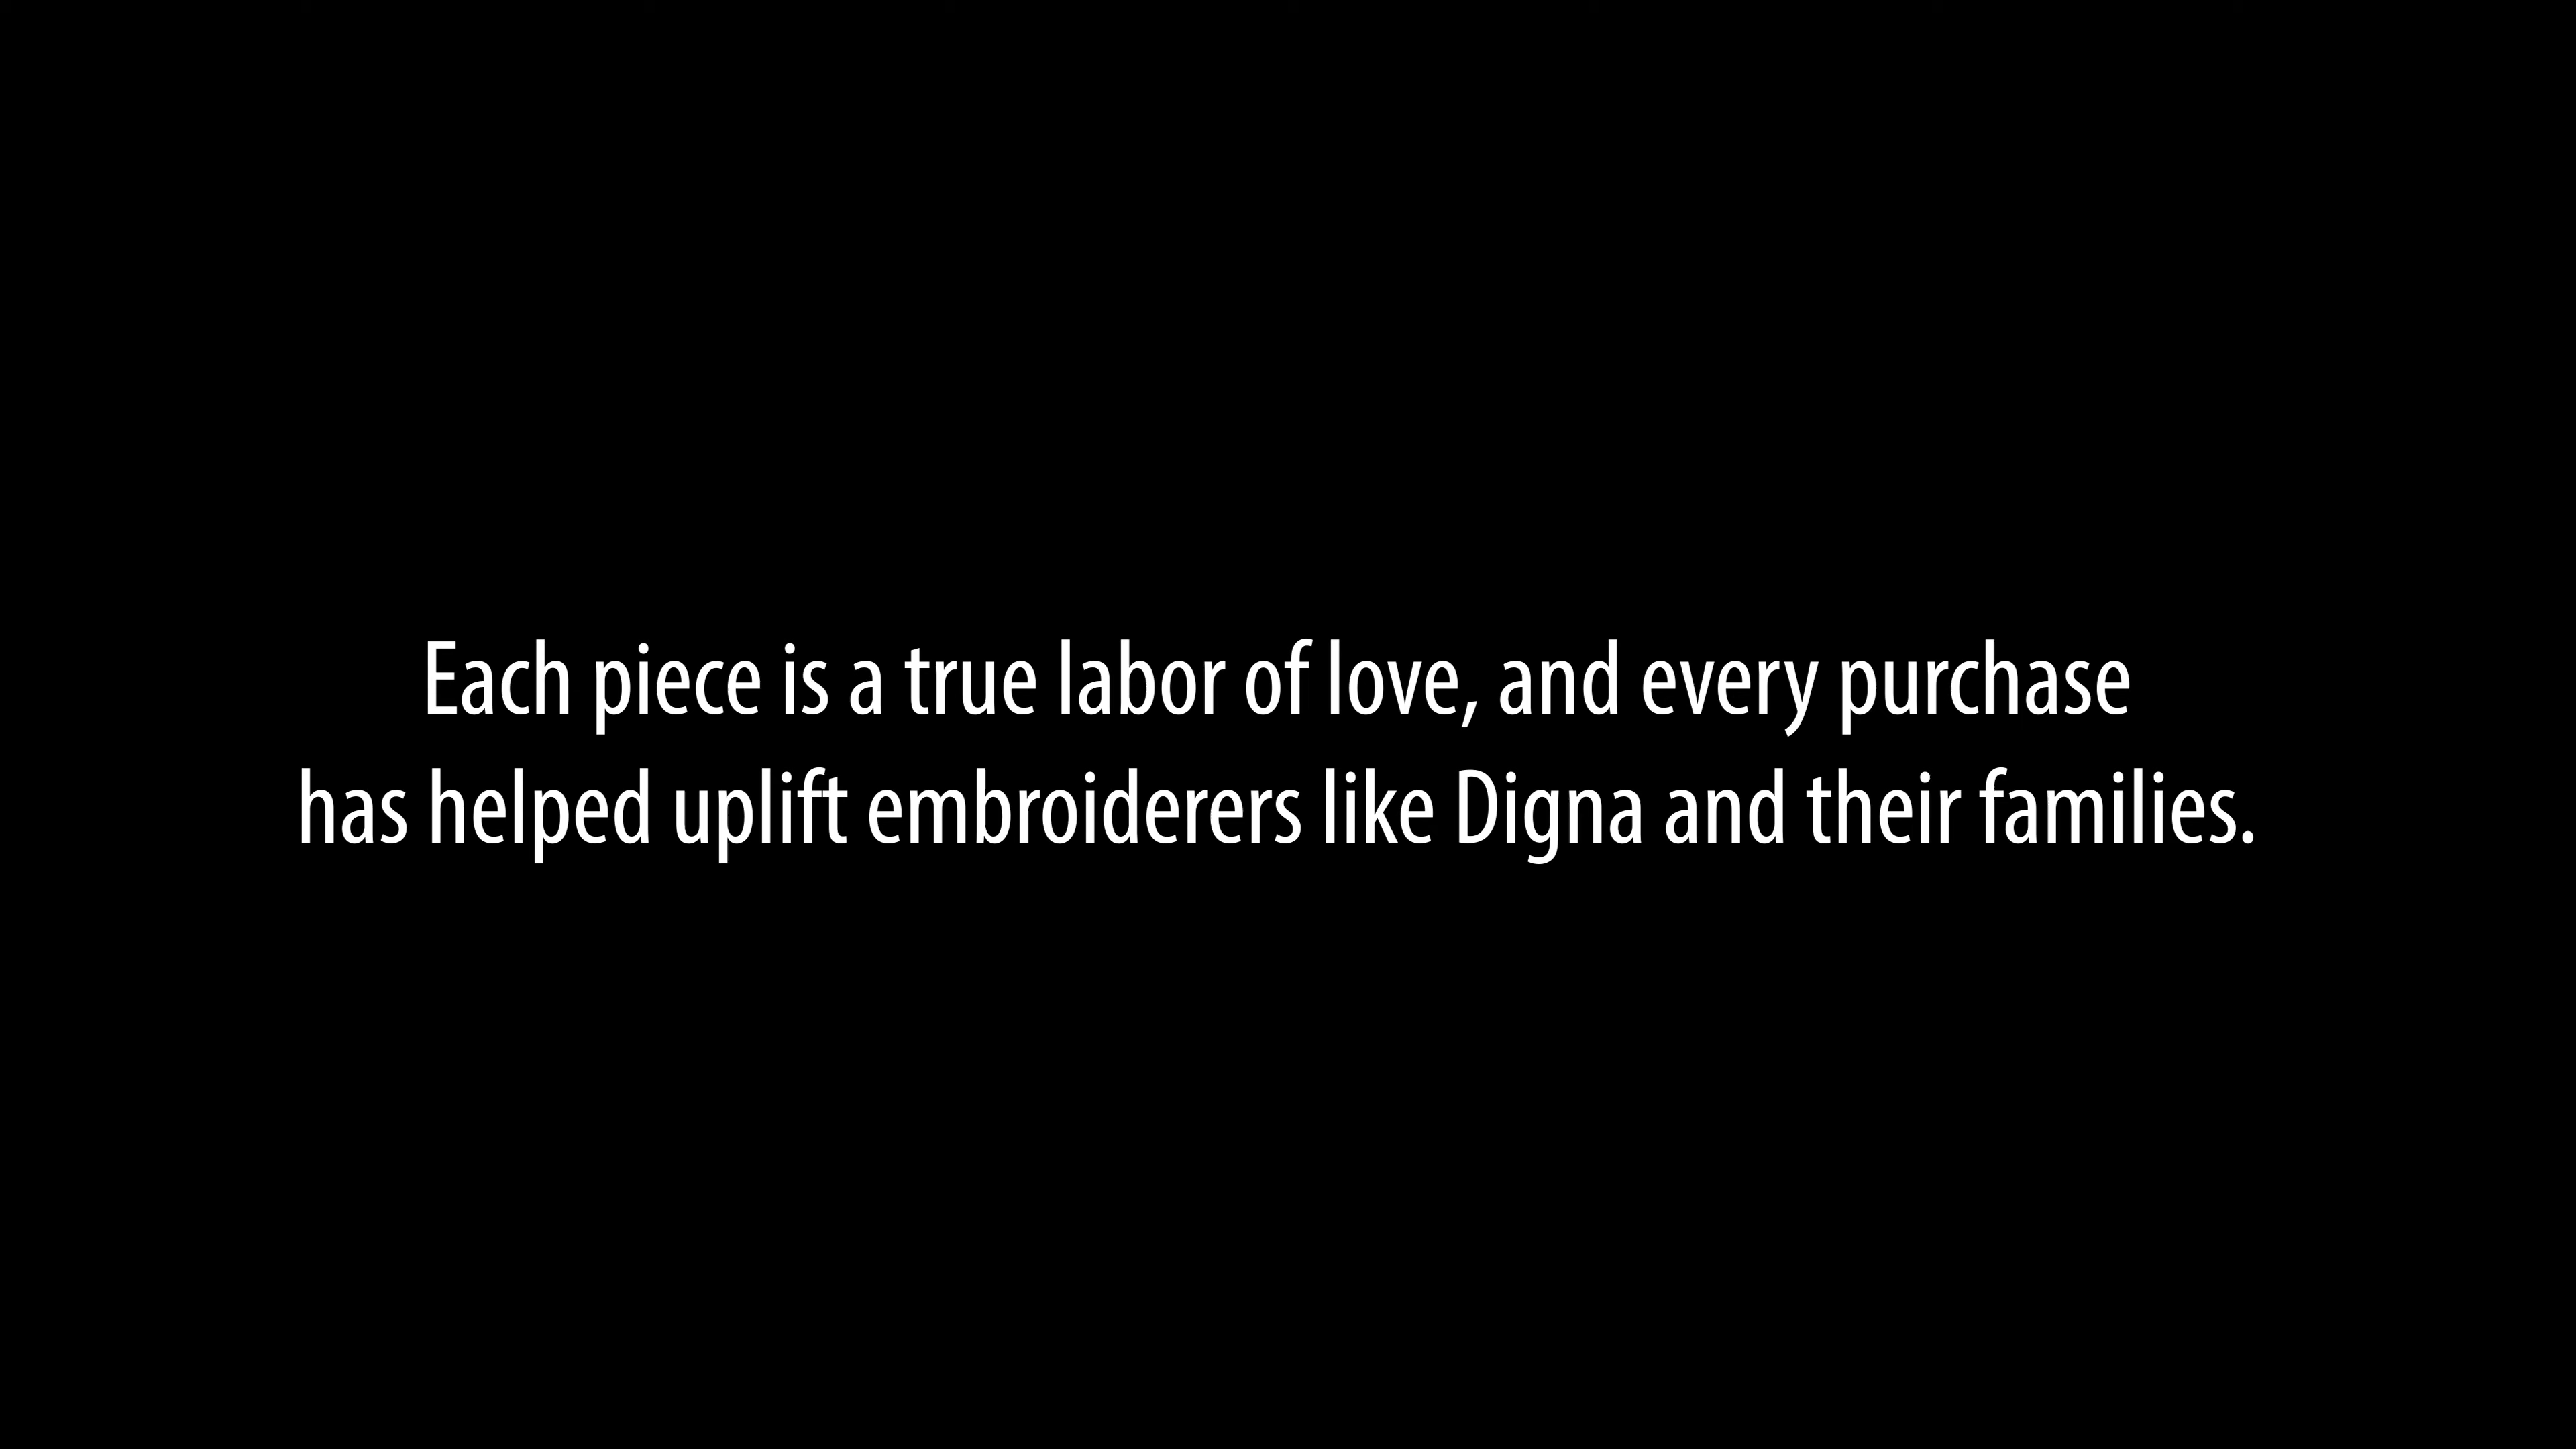 Each piece is a true labor of love, and every purchase
has helped uplift embroiderers like Digna and their families.